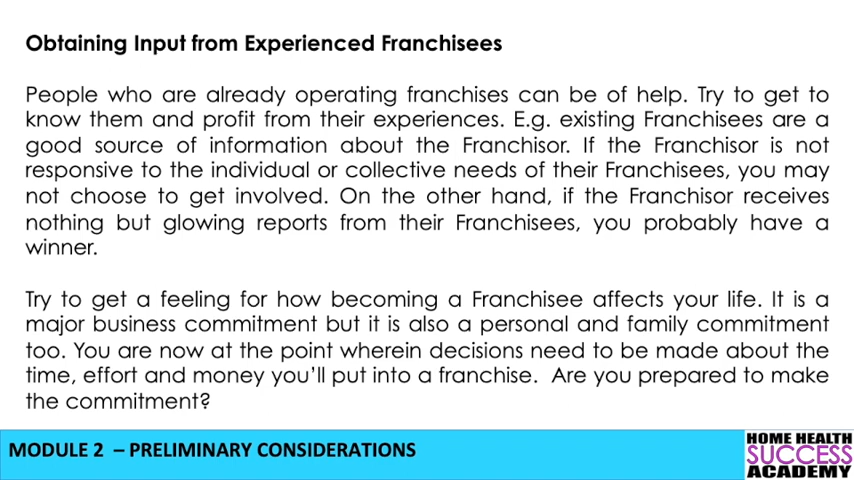 Obtaining Input from Experienced Franchisees
People who are already operating franchises can be of help. Try to get to
know them and profit from their experiences. E.g. existing Franchisees are a
good source of information about the Franchisor. If the Franchisor is not
responsive to the individual or collective needs of their Franchisees, you may
not choose to get involved. On the other hand, if the Franchisor receives
nothing but glowing reports from their Franchisees, you probably have a
winner.
Try to get a feeling for how becoming a Franchisee affects your life. It is a
major business commitment but it is also a personal and family commitment
too. You are now at the point wherein decisions need to be made about the
time, effort and money you'll put into a franchise.  Are you prepared to make
the commitment?
MODULE 2 – PRELIMINARY CONSIDERATIONS
HOME HEALTH
SUCCESS
ACADEMY